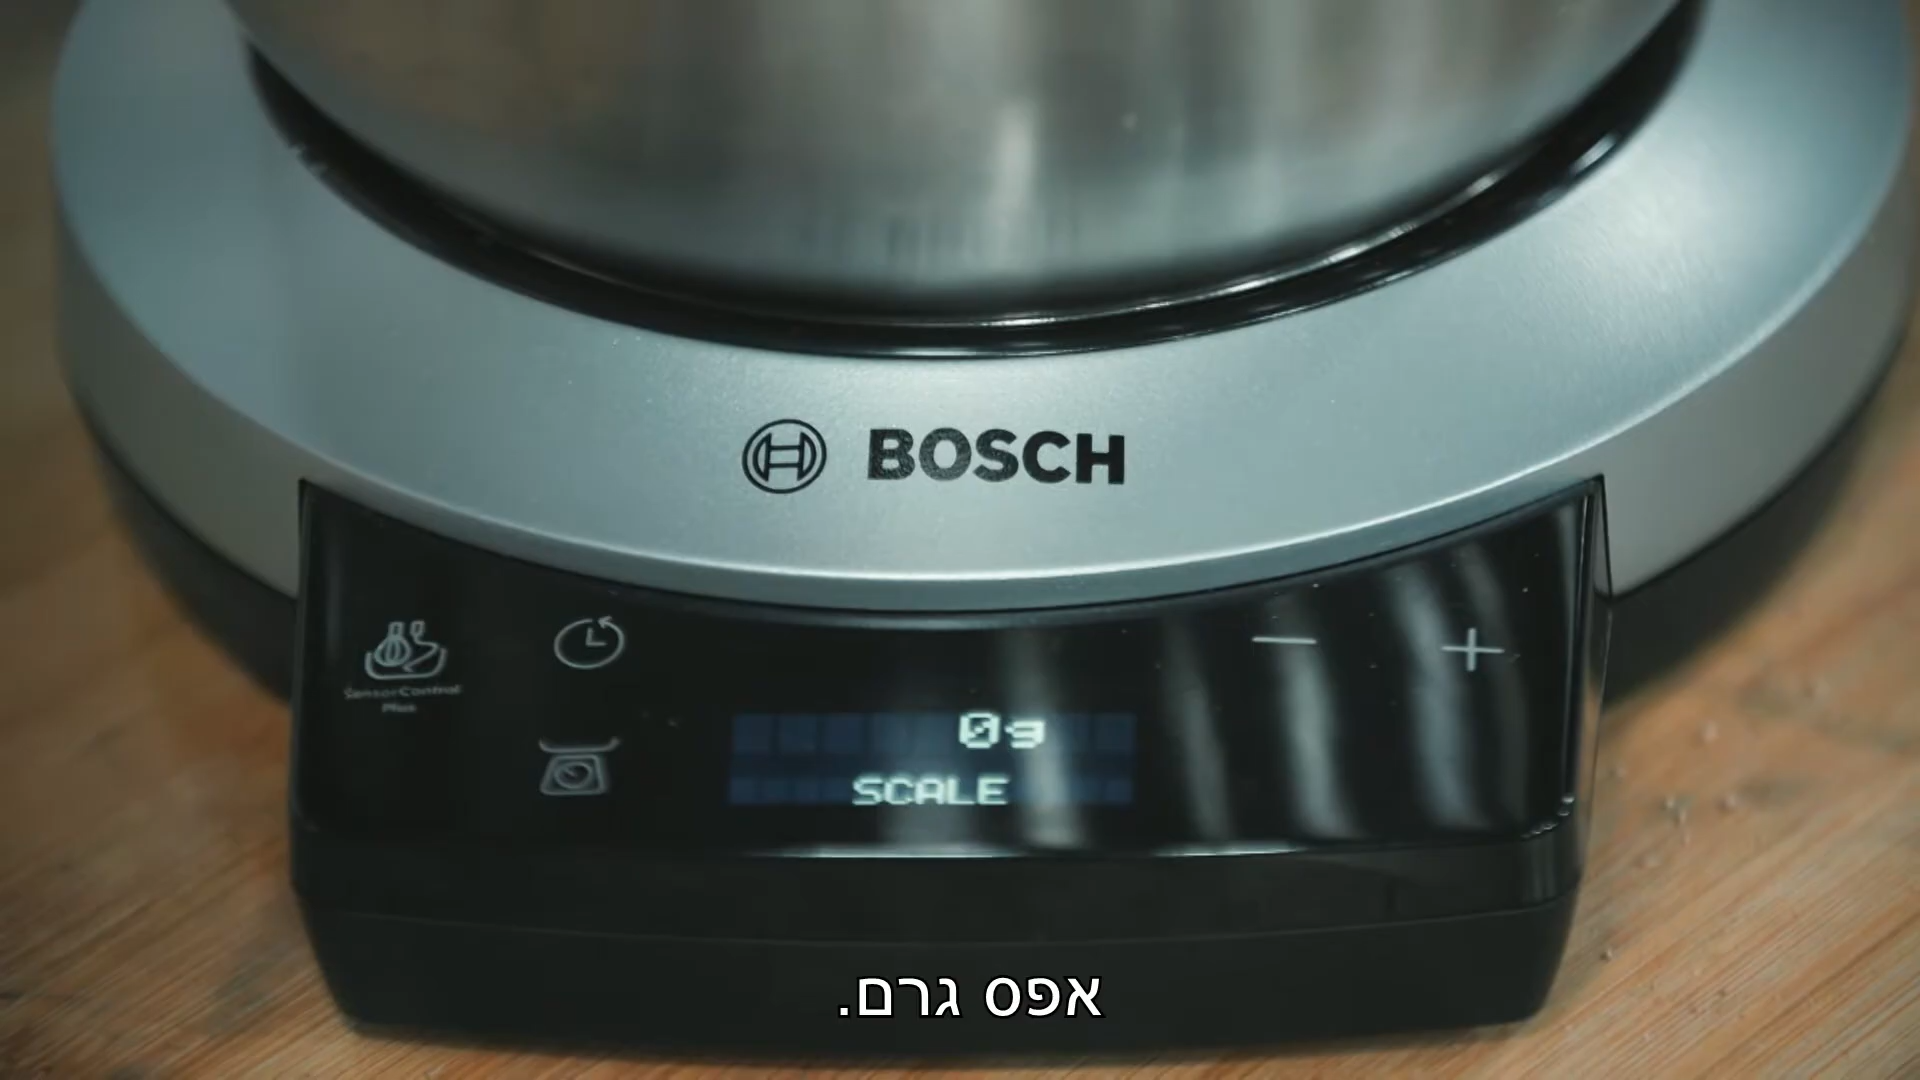 BOSCH
SensorControl
Plus
0g
SCALE
אפס גרם.